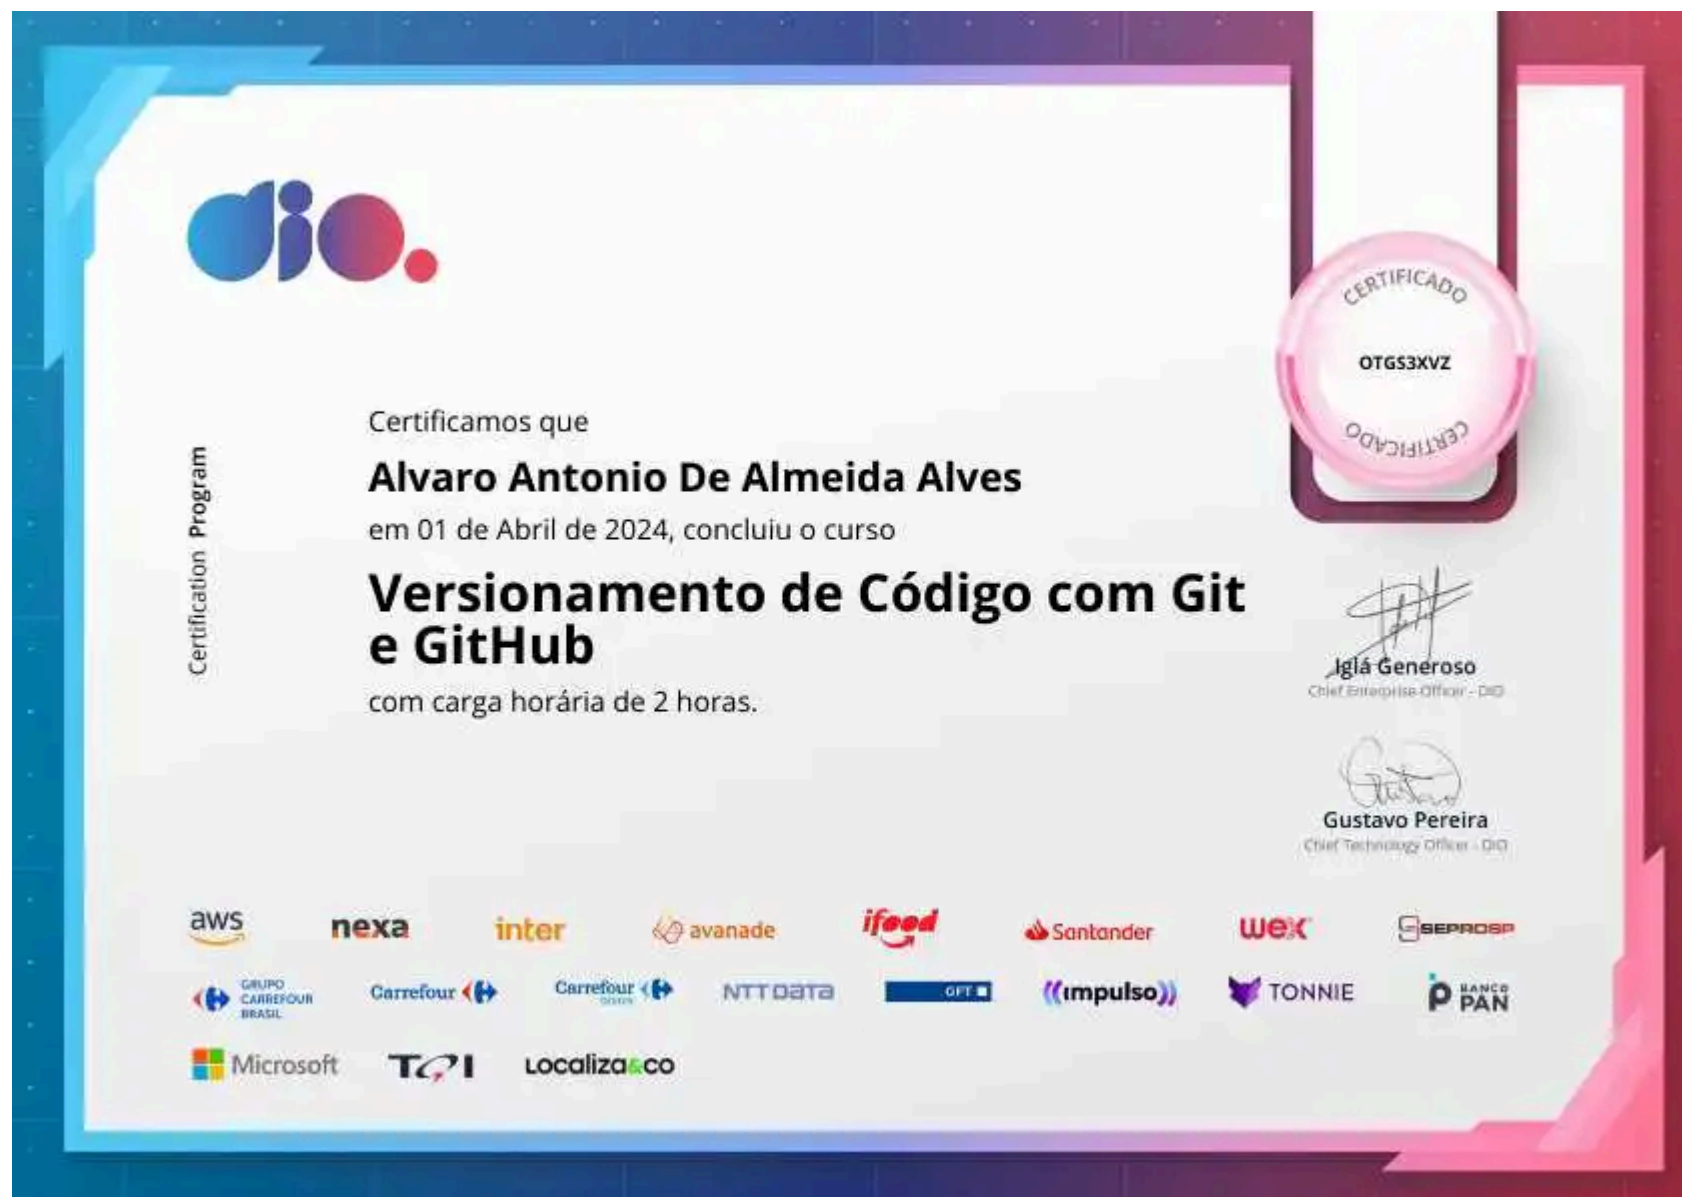 dio.
CERTIFICADO
OTGS3XVZ
CERTIFICADO
Certification Program
Certificamos que
Alvaro Antonio De Almeida Alves
em 01 de Abril de 2024, concluiu o curso
Versionamento de Código com Git
e GitHub
com carga horária de 2 horas.
Iglá Generoso
Chief Enterprise Officer - DIO
Gustavo
Gustavo Pereira
Chief Technology Officer - DIO
aws nexa inter avanade ifood Santander wex SEPROSP
GRUPO
CARREFOUR
BRASIL
Carrefour Carrefour NTT DATA GFT ((impulso)) TONNIE
BANCO
PAN
Microsoft TQI Localiza&co